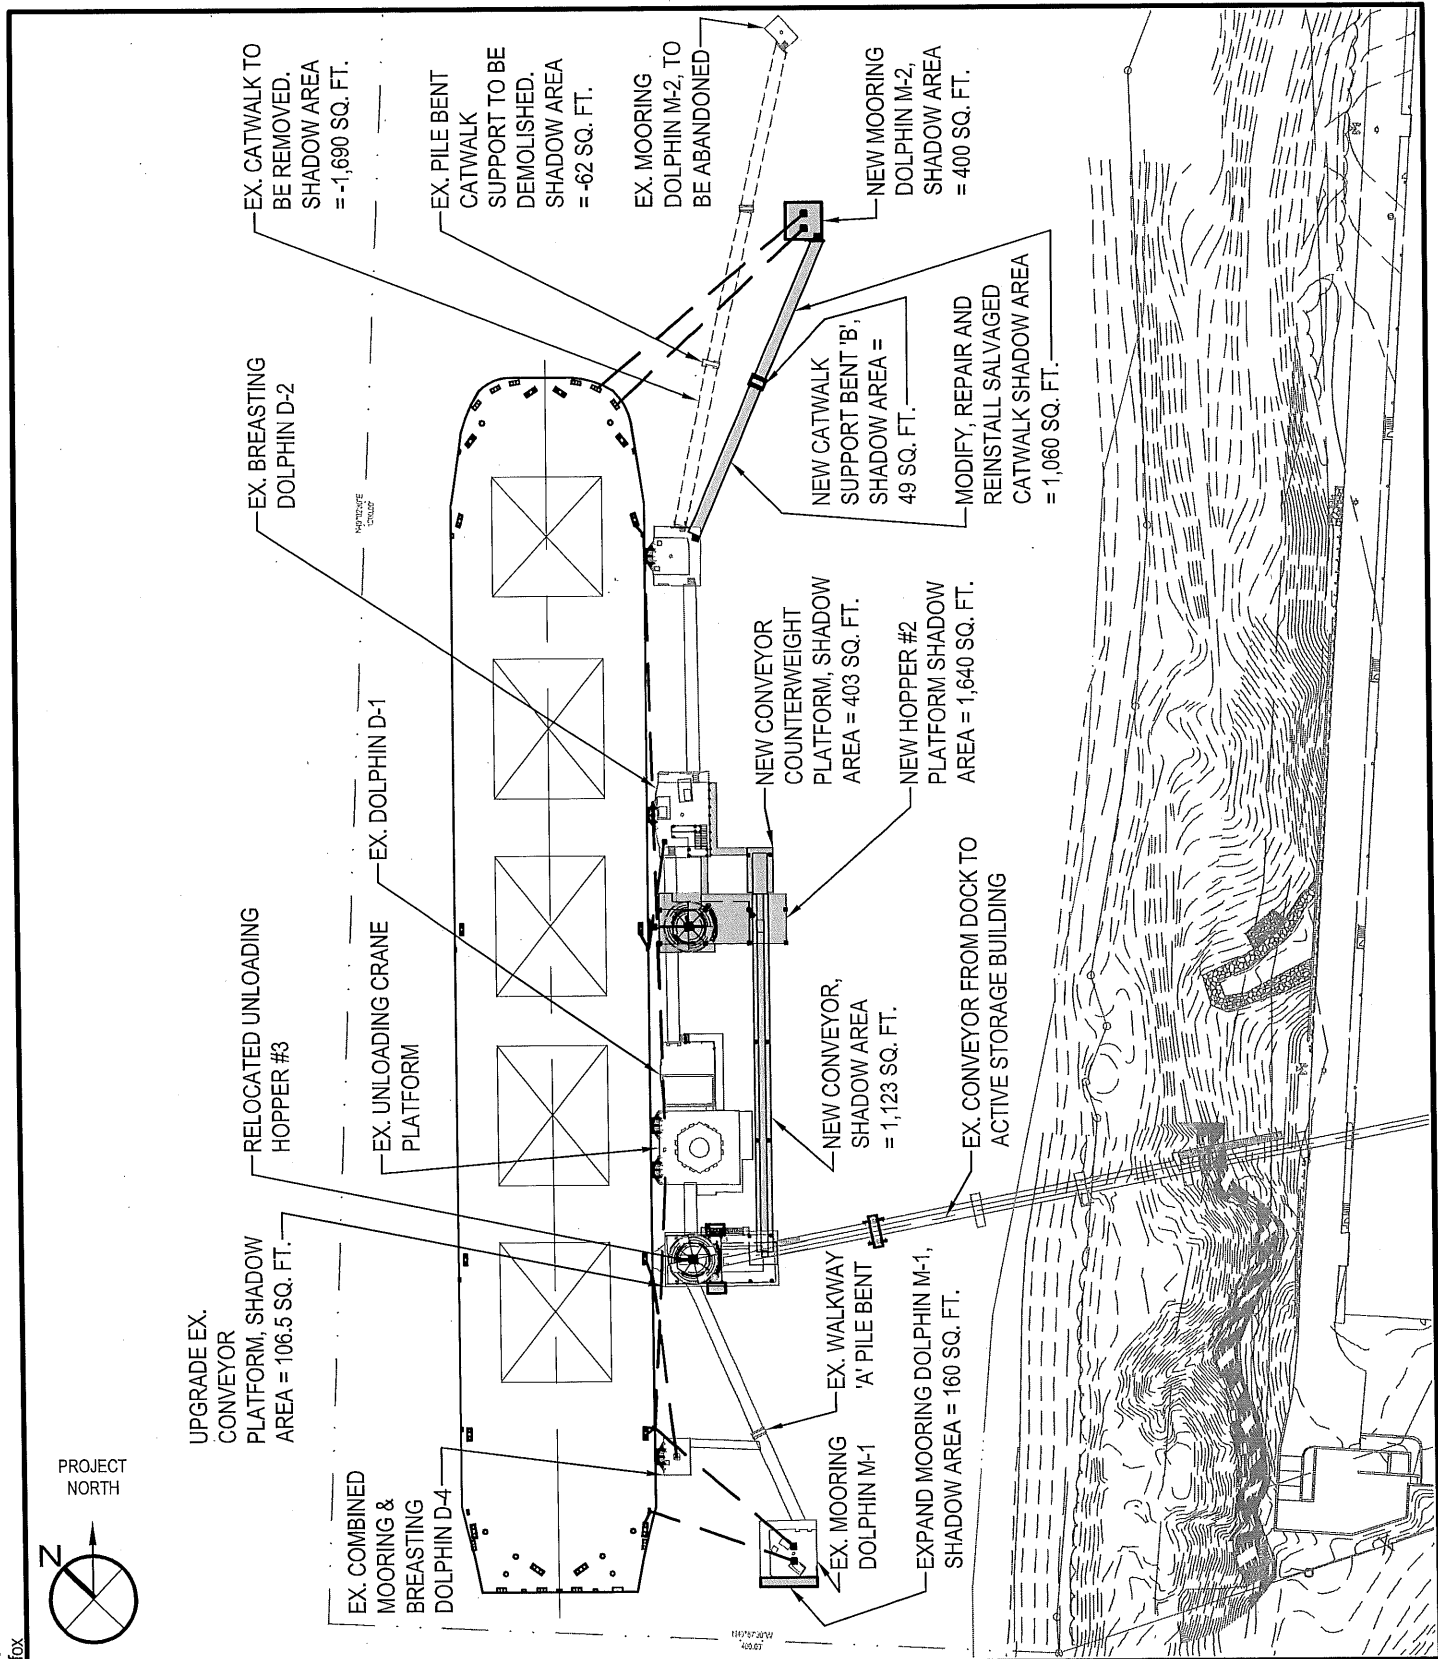 EX. CATWALK TO
BE REMOVED.
SHADOW AREA
= -1,690 SQ. FT.
EX. PILE BENT
CATWALK
SUPPORT TO BE
DEMOLISHED.
SHADOW AREA
= -62 SQ. FT.
EX. MOORING
DOLPHIN M-2, TO
BE ABANDONED
NEW MOORING
DOLPHIN M-2,
SHADOW AREA
= 400 SQ. FT.
EX. BREASTING
DOLPHIN D-2
NEW CATWALK
SUPPORT BENT 'B',
SHADOW AREA =
49 SQ. FT.
MODIFY, REPAIR AND
REINSTALL SALVAGED
CATWALK SHADOW AREA
= 1,060 SQ. FT.
EX. DOLPHIN D-1
NEW CONVEYOR
COUNTERWEIGHT
PLATFORM, SHADOW
AREA = 403 SQ. FT.
NEW HOPPER #2
PLATFORM SHADOW
AREA = 1,640 SQ. FT.
RELOCATED UNLOADING
HOPPER #3
EX. UNLOADING CRANE
PLATFORM
NEW CONVEYOR,
SHADOW AREA
= 1,123 SQ. FT.
EX. CONVEYOR FROM DOCK TO
ACTIVE STORAGE BUILDING
UPGRADE EX.
CONVEYOR
PLATFORM, SHADOW
AREA = 106.5 SQ. FT.
EX. WALKWAY
'A' PILE BENT
EX. COMBINED
MOORING &
BREASTING
DOLPHIN D-4
EX. MOORING
DOLPHIN M-1
EXPAND MOORING DOLPHIN M-1,
SHADOW AREA = 160 SQ. FT.
PROJECT
NORTH
N
fox